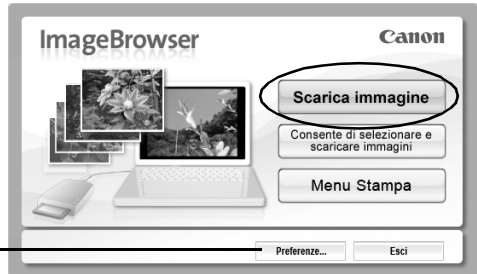 ImageBrowser
Canon
Scarica immagine
Consente di selezionare e
scaricare immagini
Menu Stampa
Preferenze...
Esci